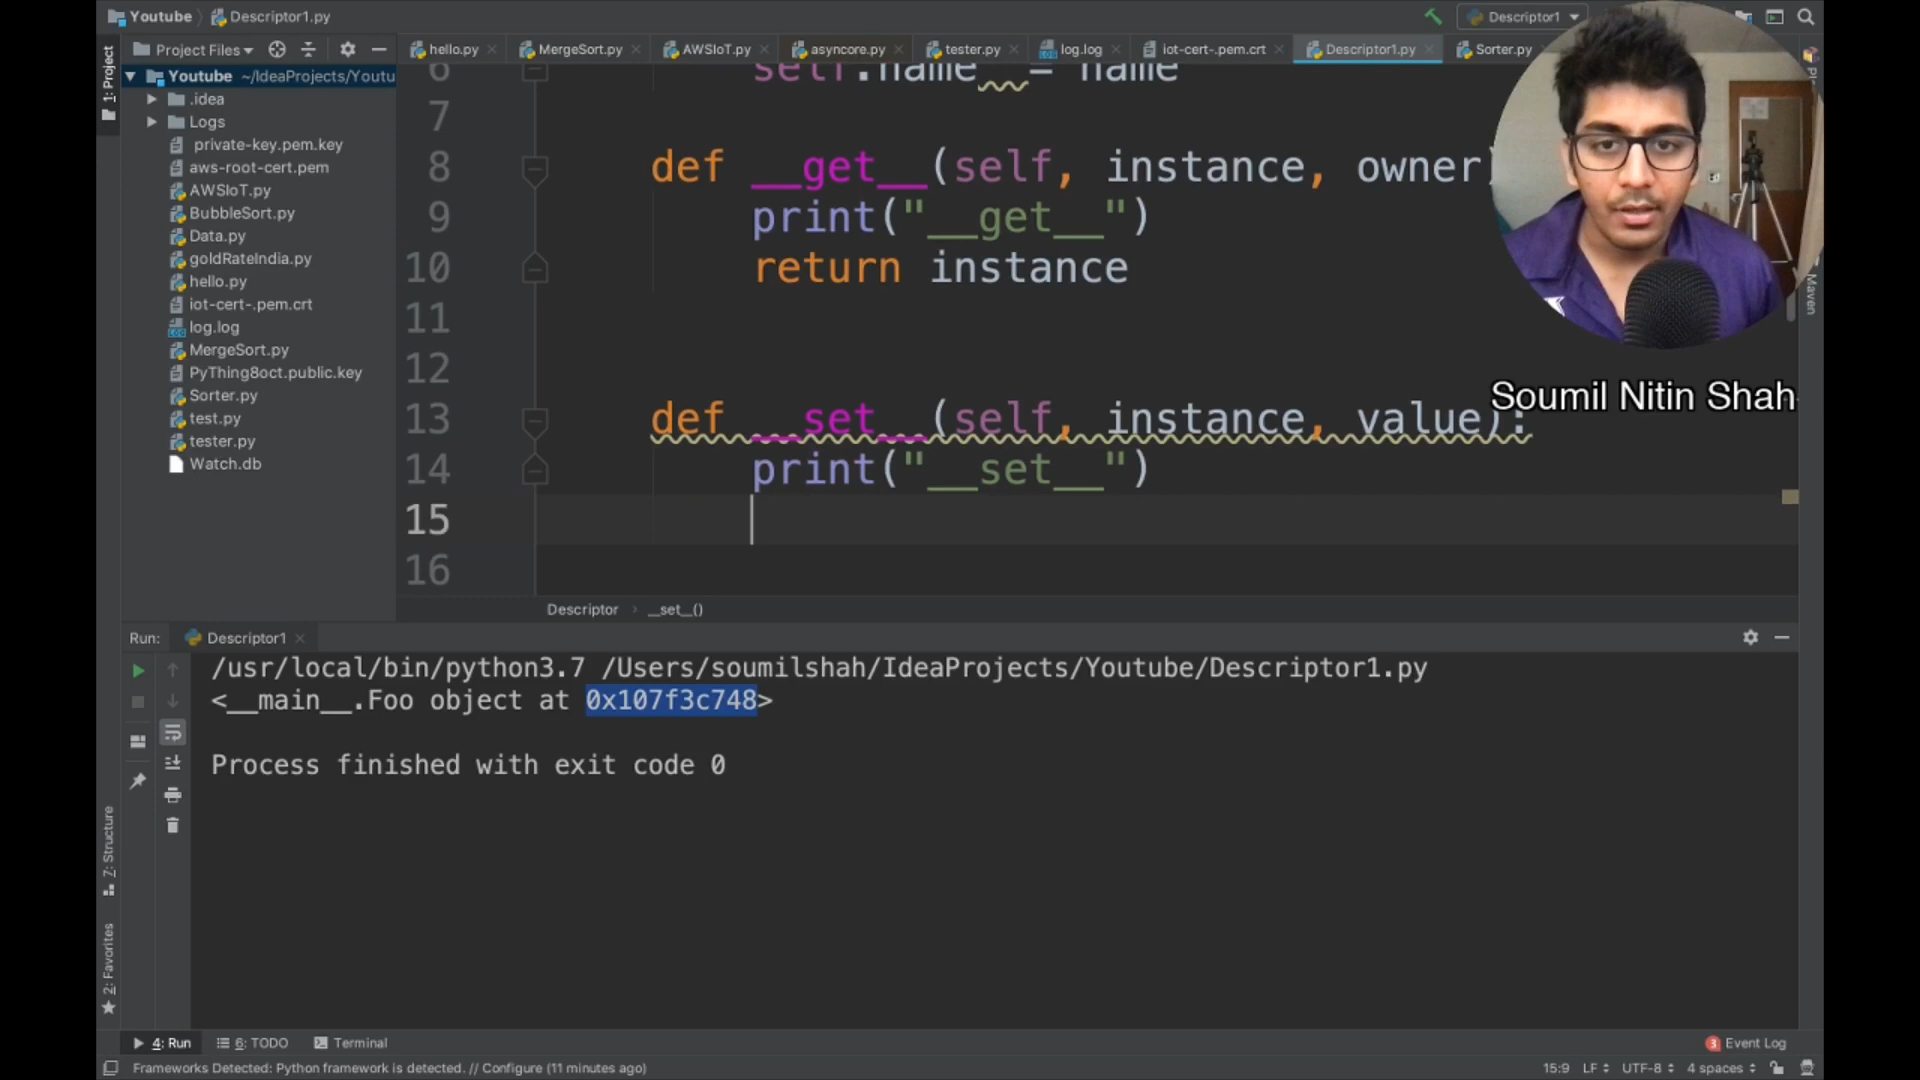 Youtube Descriptor1.py Descriptor1
1: Project Project Files hello.py MergeSort.py AWSIoT.py asyncore.py tester.py log.log iot-cert-.pem.crt Descriptor1.py Sorter.py
Youtube ~/IdeaProjects/Youtu
.idea
Logs
private-key.pem.key
aws-root-cert.pem
AWSIoT.py
BubbleSort.py
Data.py
goldRateIndia.py
hello.py
iot-cert-.pem.crt
log.log
MergeSort.py
PyThing8oct.public.key
Sorter.py
test.py
tester.py
Watch.db
6 self.name = name
7
8 def __get__(self, instance, owner)
9 print("__get__")
10 return instance
11
12
13 def __set__(self, instance, value):
14 print("__set__")
15
16
Maven
Soumil Nitin Shah
Descriptor __set__()
Run: Descriptor1
/usr/local/bin/python3.7 /Users/soumilshah/IdeaProjects/Youtube/Descriptor1.py
<__main__.Foo object at 0x107f3c748>
Process finished with exit code 0
Z: Structure
2: Favorites
4: Run 6: TODO Terminal 3 Event Log
Frameworks Detected: Python framework is detected. // Configure (11 minutes ago) 15:9 LF UTF-8 4 spaces